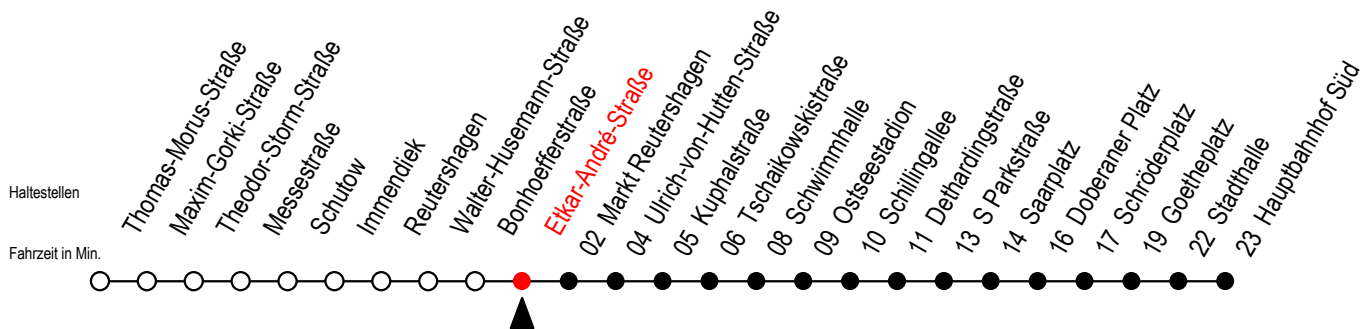 Haltestellen
Fahrzeit in Min.
Thomas-Morus-Straße
Maxim-Gorki-Straße
Theodor-Storm-Straße
Messestraße
Schutow
Immendiek
Reutershagen
Walter-Husemann-Straße
Bonhoefferstraße
Etkar-André-Straße
02 Markt Reutershagen
04 Ulrich-von-Hutten-Straße
05 Kuphalstraße
06 Tschaikowskistraße
08 Schwimmhalle
09 Ostseestadion
10 Schillingallee
11 Dethardingstraße
13 S Parkstraße
14 Saarplatz
16 Doberaner Platz
17 Schröderplatz
19 Goetheplatz
22 Stadthalle
23 Hauptbahnhof Süd